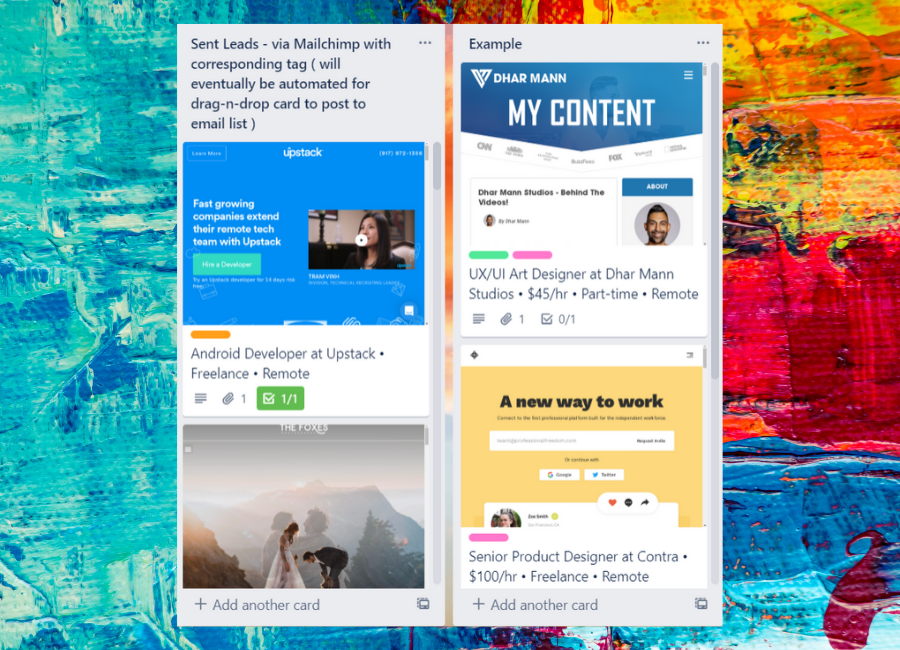 Sent Leads - via Mailchimp with
corresponding tag ( will
eventually be automated for
drag-n-drop card to post to
email list )
Learn More
upstack
(917) 972-1566
Fast growing
companies extend
their remote tech
team with Upstack
Hire a Developer
Try an Upstack developer for 14 days risk
free.
TRAM VINH
Android Developer at Upstack •
Freelance • Remote
1
1/1
THE FOXES
Add another card
Example
DHAR MANN
MY CONTENT
CNN
BuzzFeed
FOX
Dhar Mann Studios - Behind The
Videos!
By Dhar Mann
ABOUT
UX/UI Art Designer at Dhar Mann
Studios • $45/hr • Part-time • Remote
1
0/1
A new way to work
Connect to the first professional platform built for the independent workforce.
Request Invite
Or continue with
Google
Twitter
Zoe Smith
San Francisco, CA
Senior Product Designer at Contra •
$100/hr • Freelance • Remote
Add another card